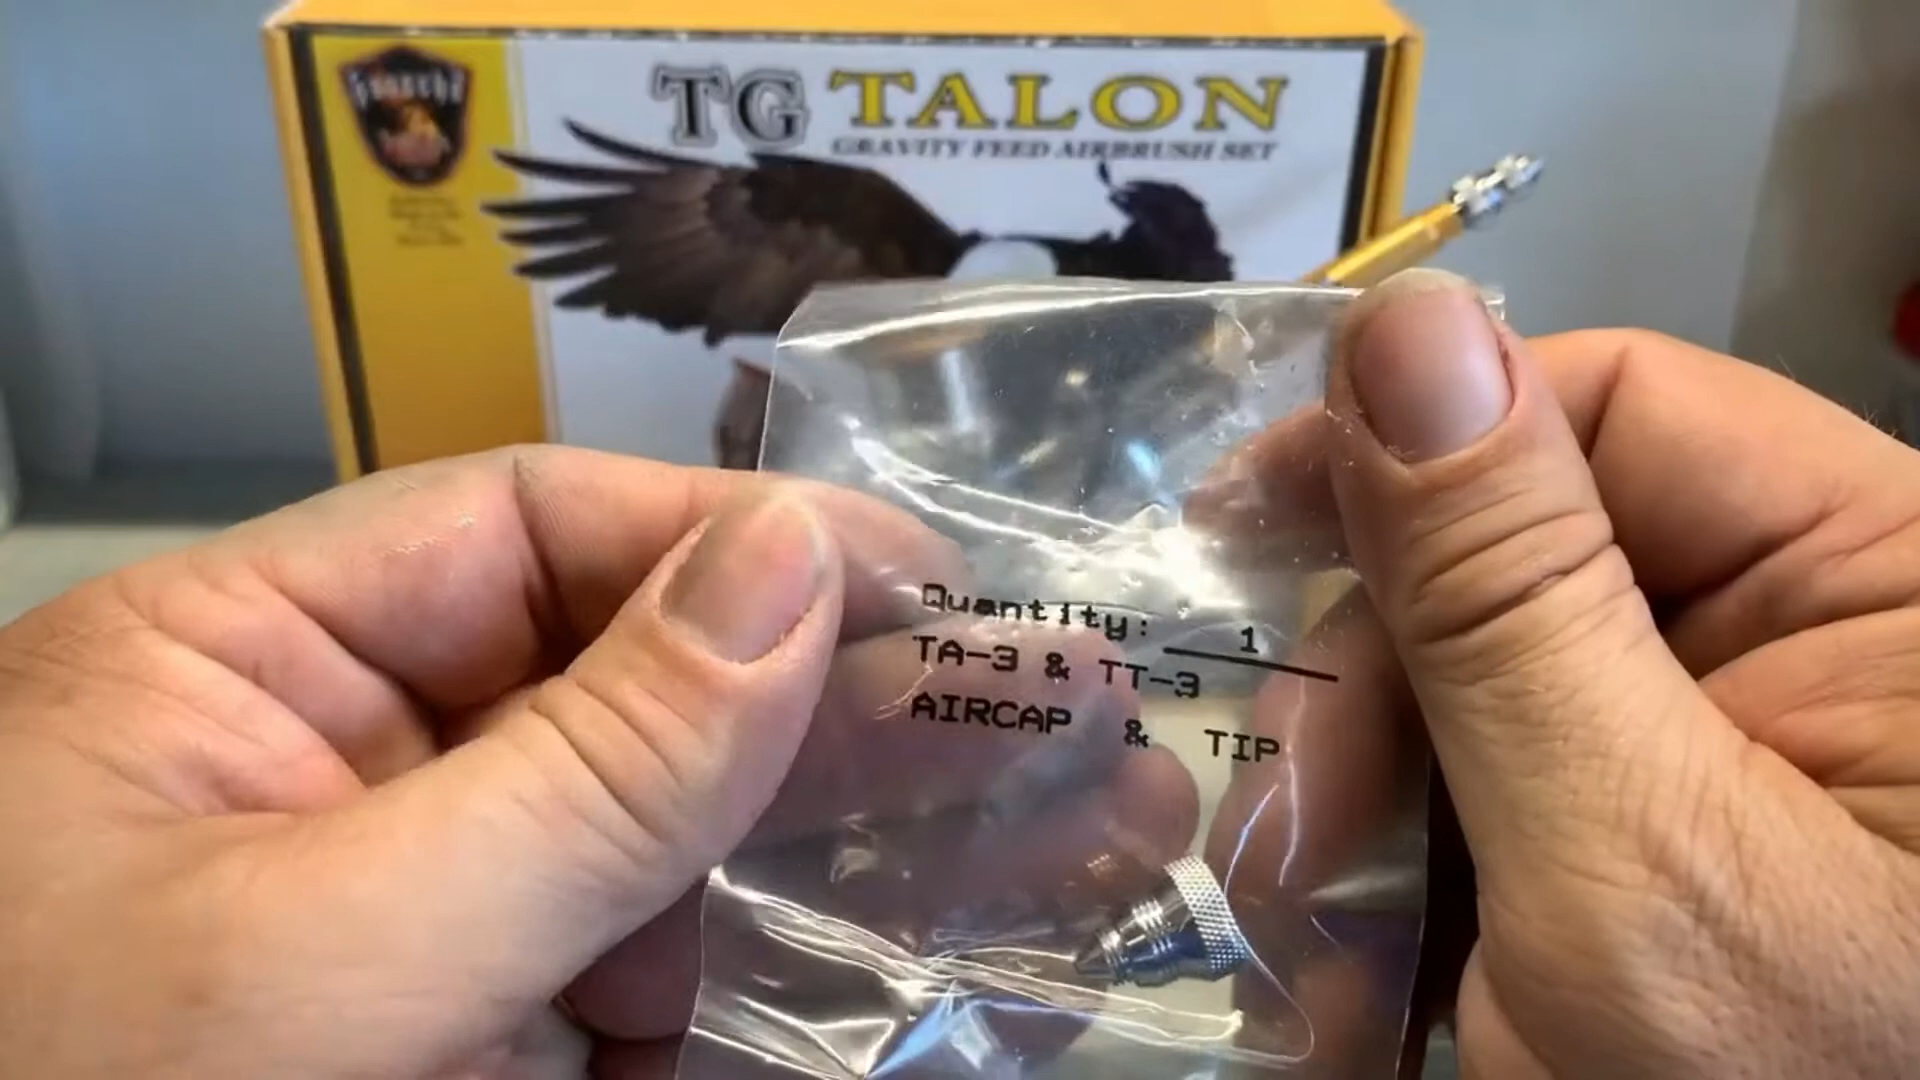 TG TALON
GRAVITY FEED AIRBRUSH SET
Quantity: 1
TA-3 & TT-3
AIRCAP & TIP